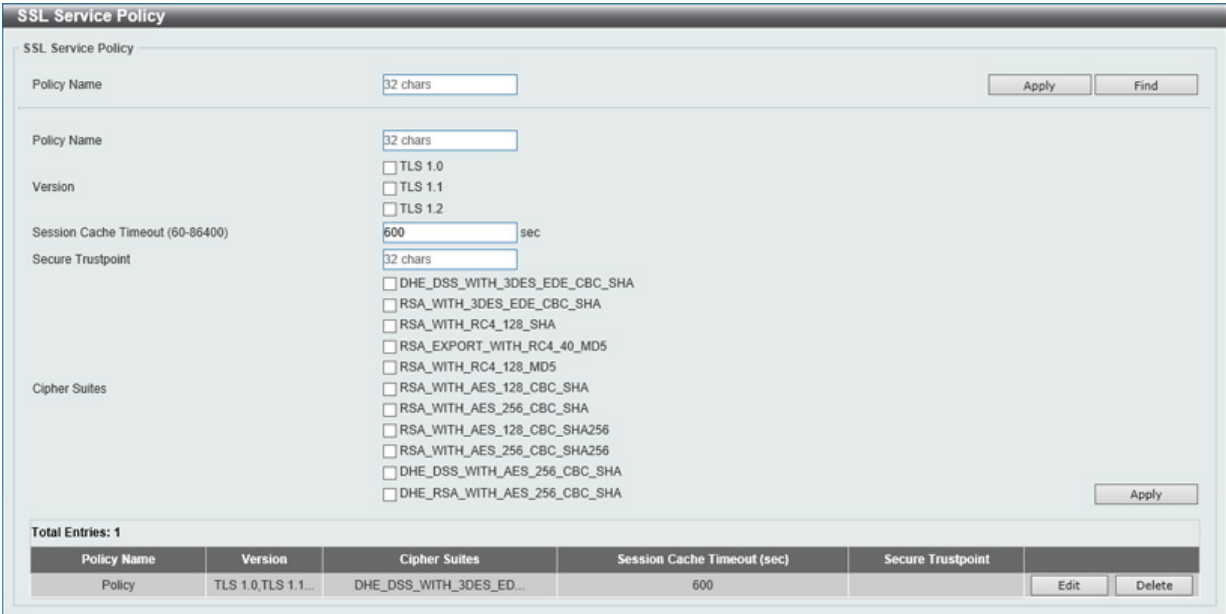 SSL Service Policy
SSL Service Policy
Policy Name 32 chars Apply Find
Policy Name 32 chars
Version
TLS 1.0
TLS 1.1
TLS 1.2
Session Cache Timeout (60-86400) 600 sec
Secure Trustpoint 32 chars
Cipher Suites
DHE_DSS_WITH_3DES_EDE_CBC_SHA
RSA_WITH_3DES_EDE_CBC_SHA
RSA_WITH_RC4_128_SHA
RSA_EXPORT_WITH_RC4_40_MD5
RSA_WITH_RC4_128_MD5
RSA_WITH_AES_128_CBC_SHA
RSA_WITH_AES_256_CBC_SHA
RSA_WITH_AES_128_CBC_SHA256
RSA_WITH_AES_256_CBC_SHA256
DHE_DSS_WITH_AES_256_CBC_SHA
DHE_RSA_WITH_AES_256_CBC_SHA
Apply
Total Entries: 1
Policy Name Version Cipher Suites Session Cache Timeout (sec) Secure Trustpoint
Policy TLS 1.0,TLS 1.1... DHE_DSS_WITH_3DES_ED... 600 Edit Delete